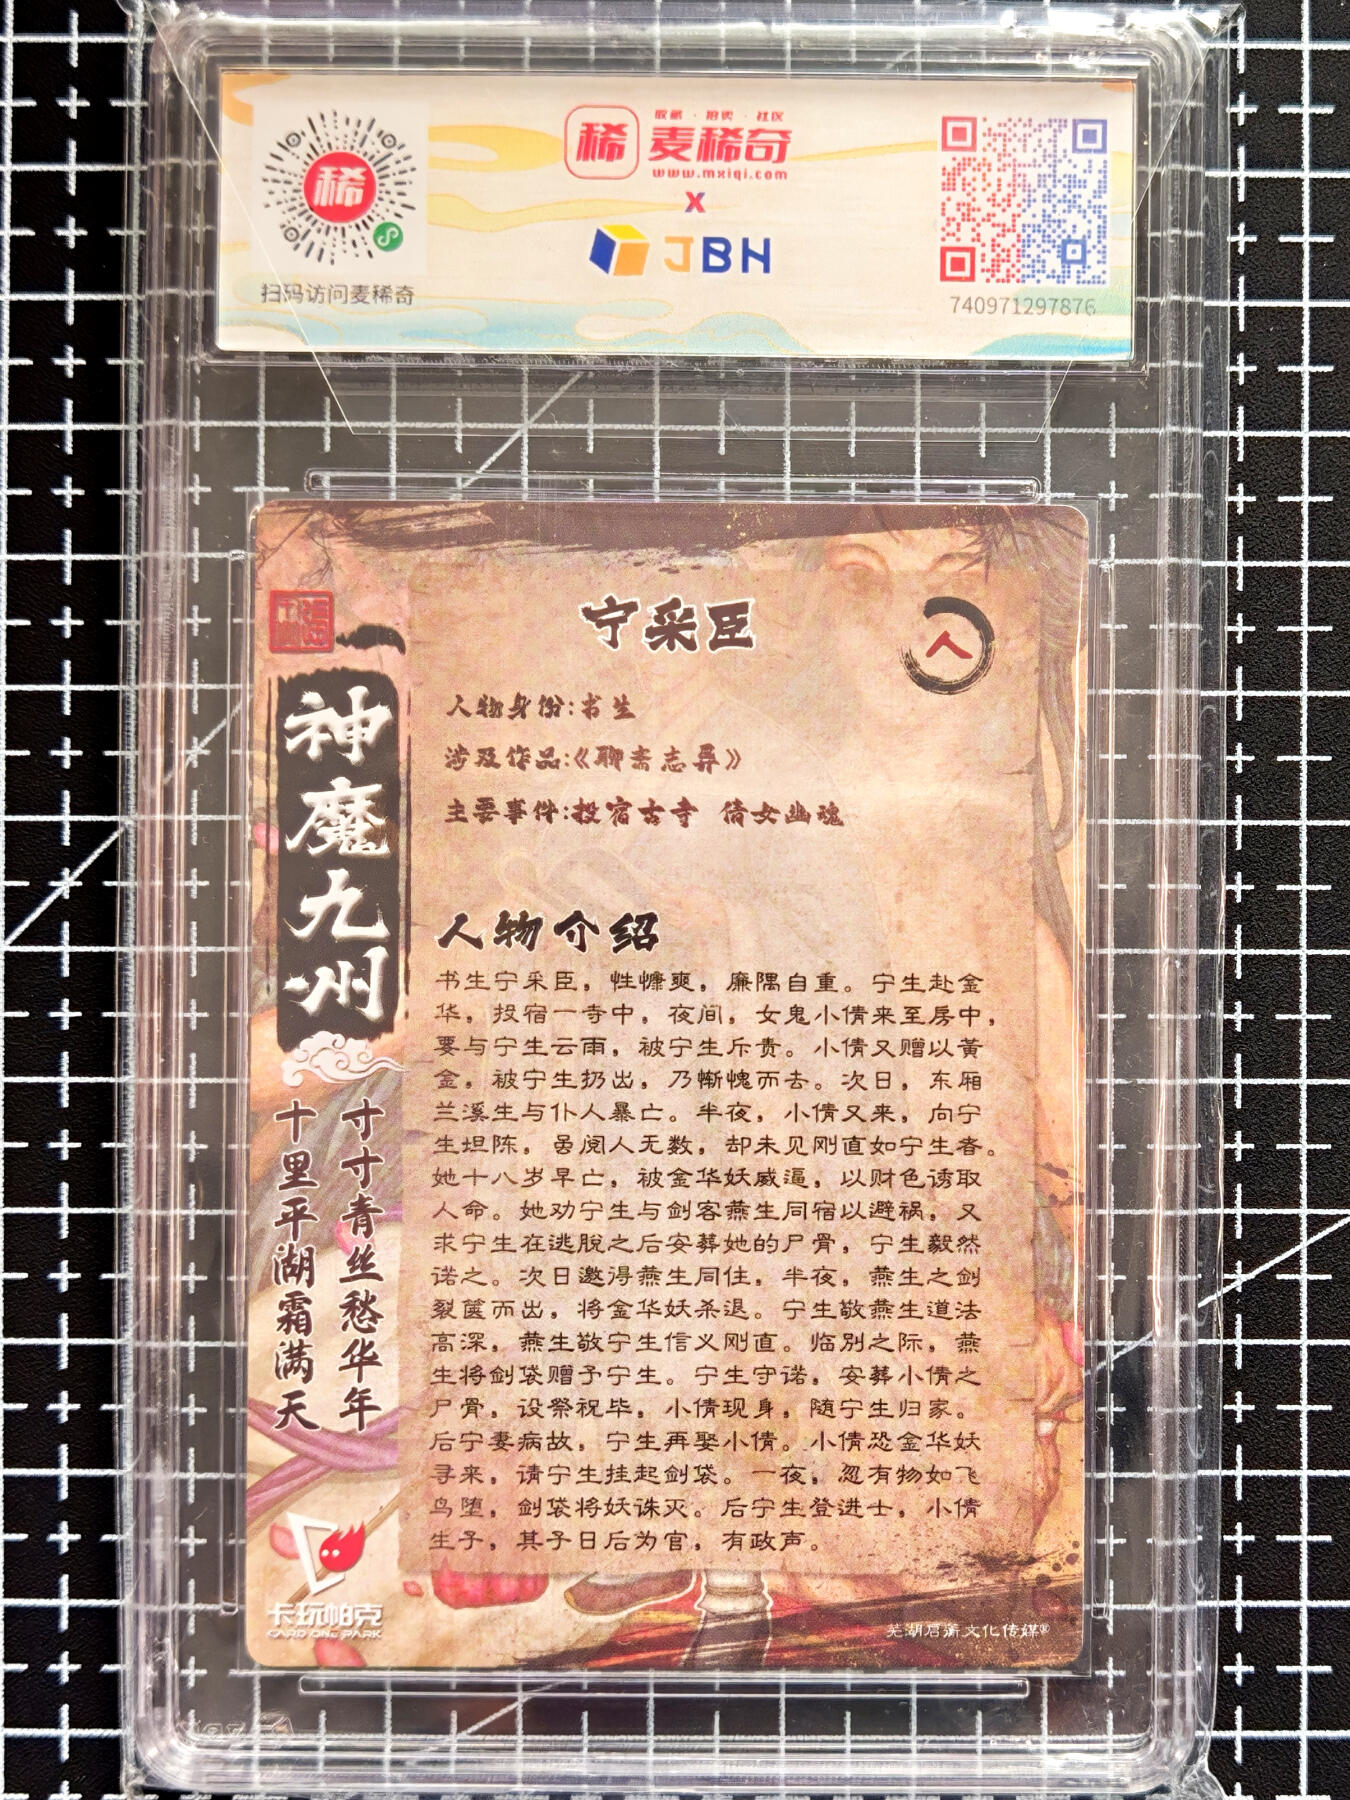 稀
扫码访问麦稀奇
收藏 · 拍卖 · 社区
稀 麦稀奇
www.mxiqi.com
X
JBH
740971297876
宁采臣
人
人物身份:书生
涉及作品:《聊斋志异》
主要事件:投宿古寺 倩女幽魂
神魔九州
寸寸青丝愁华年
十里平湖霜满天
人物介绍
书生宁采臣，性慷爽，廉隅自重。宁生赴金
华，投宿一寺中，夜间，女鬼小倩来至房中，
要与宁生云雨，被宁生斥责。小倩又赠以黄
金，被宁生扔出，乃惭愧而去。次日，东厢
兰溪生与仆人暴亡。半夜，小倩又来，向宁
生坦陈，虽阅人无数，却未见刚直如宁生者。
她十八岁早亡，被金华妖威逼，以财色诱取
人命。她劝宁生与剑客燕生同宿以避祸，又
求宁生在逃脱之后安葬她的尸骨，宁生毅然
诺之。次日邀得燕生同住，半夜，燕生之剑
裂箧而出，将金华妖杀退。宁生敬燕生道法
高深，燕生敬宁生信义刚直。临别之际，燕
生将剑袋赠予宁生。宁生守诺，安葬小倩之
尸骨，设祭祝毕，小倩现身，随宁生归家。
后宁妻病故，宁生再娶小倩。小倩恐金华妖
寻来，请宁生挂起剑袋。一夜，忽有物如飞
鸟堕，剑袋将妖诛灭。后宁生登进士，小倩
生子，其子日后为官，有政声。
卡玩帕克
CARD ONE PARK
芜湖启萧文化传媒®